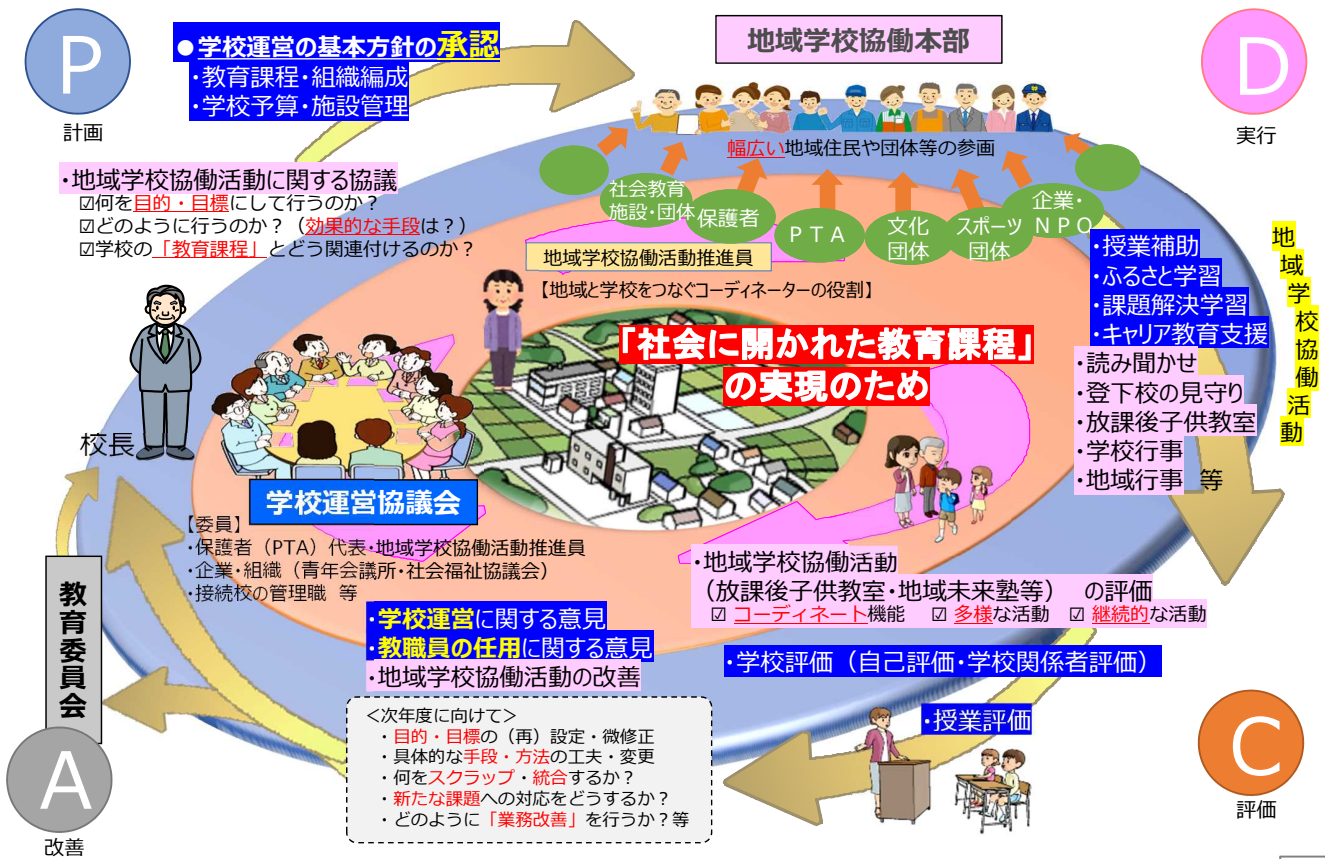 P
計画
●学校運営の基本方針の承認
・教育課程・組織編成
・学校予算・施設管理
地域学校協働本部
D
実行
幅広い地域住民や団体等の参画
・地域学校協働活動に関する協議
☑何を目的・目標にして行うのか?
☑どのように行うのか?(効果的な手段は?)
☑学校の「教育課程」とどう関連付けるのか?
社会教育
施設・団体
保護者
PTA
文化
団体
スポーツ
団体
企業・
NPO
地域学校協働活動推進員
【地域と学校をつなぐコーディネーターの役割】
・授業補助
・ふるさと学習
・課題解決学習
・キャリア教育支援
・読み聞かせ
・登下校の見守り
・放課後子供教室
・学校行事
・地域行事 等
地域学校協働活動
「社会に開かれた教育課程」
の実現のため
校長
学校運営協議会
【委員】
・保護者(PTA)代表・地域学校協働活動推進員
・企業・組織(青年会議所・社会福祉協議会)
・接続校の管理職 等
教育委員会
・地域学校協働活動
(放課後子供教室・地域未来塾等) の評価
☑ コーディネート機能 ☑ 多様な活動 ☑ 継続的な活動
・学校運営に関する意見
・教職員の任用に関する意見
・地域学校協働活動の改善
・学校評価(自己評価・学校関係者評価)
・授業評価
<次年度に向けて>
・目的・目標の(再)設定・微修正
・具体的な手段・方法の工夫・変更
・何をスクラップ・統合するか?
・新たな課題への対応をどうするか?
・どのように「業務改善」を行うか?等
A
改善
C
評価